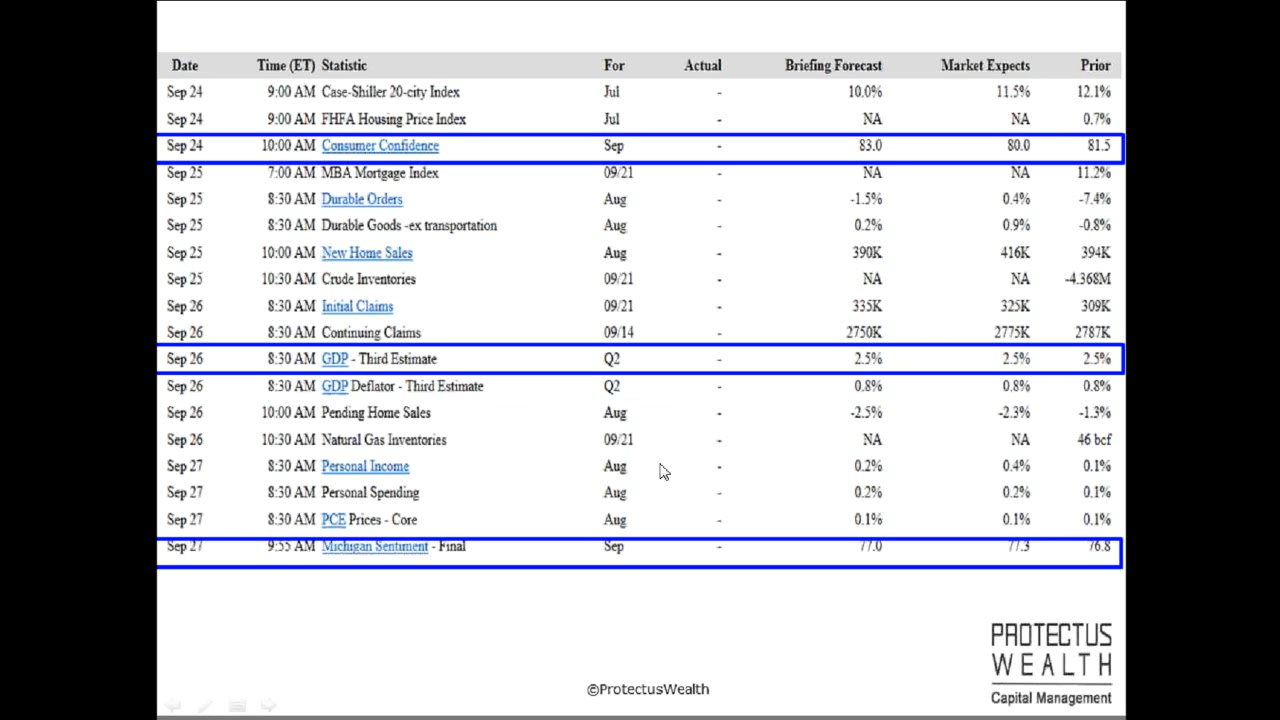 Date Time (ET) Statistic For Actual Briefing Forecast Market Expects Prior
Sep 24 9:00 AM Case-Shiller 20-city Index Jul - 10.0% 11.5% 12.1%
Sep 24 9:00 AM FHFA Housing Price Index Jul - NA NA 0.7%
Sep 24 10:00 AM Consumer Confidence Sep - 83.0 80.0 81.5
Sep 25 7:00 AM MBA Mortgage Index 09/21 - NA NA 11.2%
Sep 25 8:30 AM Durable Orders Aug - -1.5% 0.4% -7.4%
Sep 25 8:30 AM Durable Goods -ex transportation Aug - 0.2% 0.9% -0.8%
Sep 25 10:00 AM New Home Sales Aug - 390K 416K 394K
Sep 25 10:30 AM Crude Inventories 09/21 - NA NA -4.368M
Sep 26 8:30 AM Initial Claims 09/21 - 335K 325K 309K
Sep 26 8:30 AM Continuing Claims 09/14 - 2750K 2775K 2787K
Sep 26 8:30 AM GDP - Third Estimate Q2 - 2.5% 2.5% 2.5%
Sep 26 8:30 AM GDP Deflator - Third Estimate Q2 - 0.8% 0.8% 0.8%
Sep 26 10:00 AM Pending Home Sales Aug - -2.5% -2.3% -1.3%
Sep 26 10:30 AM Natural Gas Inventories 09/21 - NA NA 46 bcf
Sep 27 8:30 AM Personal Income Aug - 0.2% 0.4% 0.1%
Sep 27 8:30 AM Personal Spending Aug - 0.2% 0.2% 0.1%
Sep 27 8:30 AM PCE Prices - Core Aug - 0.1% 0.1% 0.1%
Sep 27 9:55 AM Michigan Sentiment - Final Sep - 77.0 77.3 76.8
PROTECTUS
WEALTH
Capital Management
©ProtectusWealth